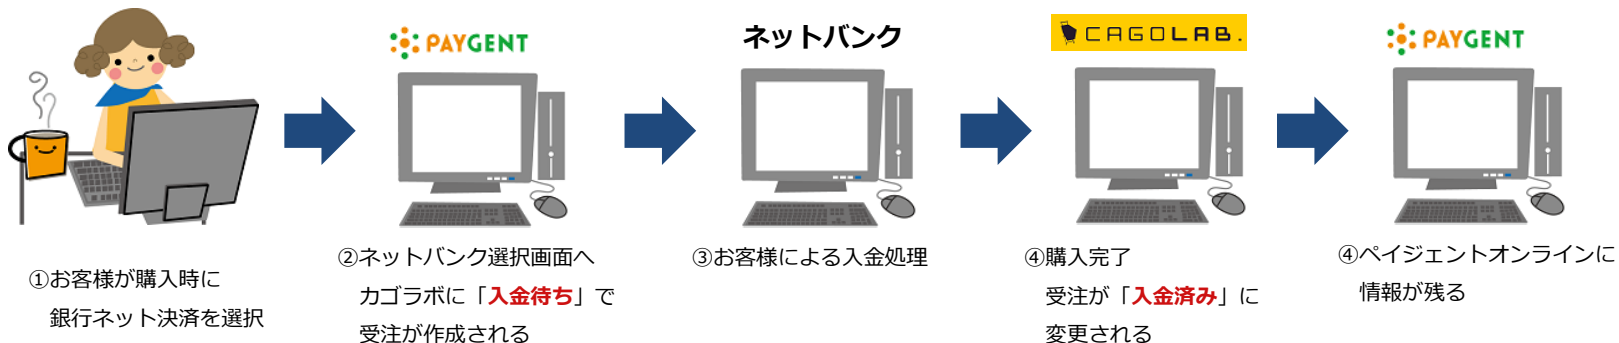 PAYGENT
ネットバンク
CAGOLAB.
PAYGENT
①お客様が購入時に
銀行ネット決済を選択
②ネットバンク選択画面へ
カゴラボに「入金待ち」で
受注が作成される
③お客様による入金処理
④購入完了
受注が「入金済み」に
変更される
④ペイジェントオンラインに
情報が残る